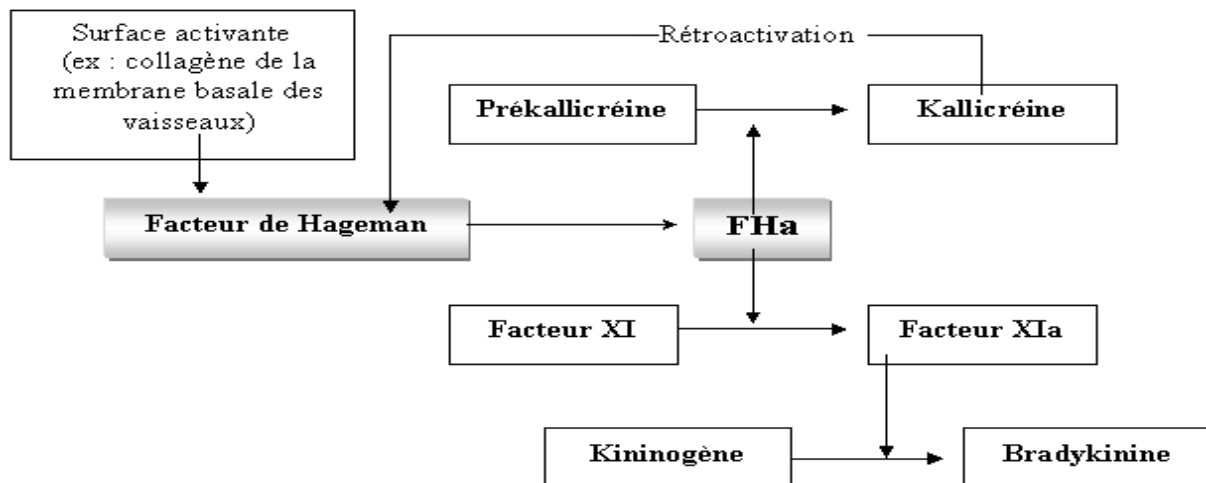 Surface activante
(ex : collagène de la
membrane basale des
vaisseaux)
Rétroactivation
Prékallicréine
Kallicréine
Facteur de Hageman
FHa
Facteur XI
Facteur XIa
Kininogène
Bradykinine